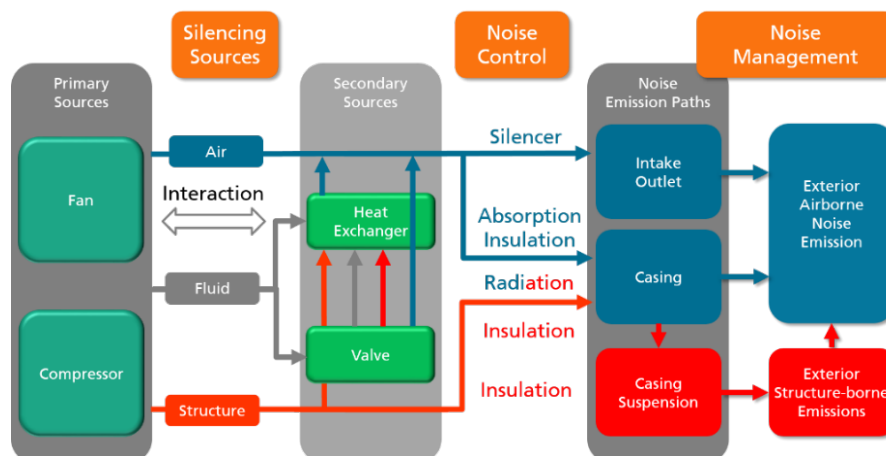 Silencing
Sources
Noise
Control
Noise
Management
Primary
Sources
Secondary
Sources
Noise
Emission Paths
Air
Silencer
Fan
Interaction
Heat
Exchanger
Intake
Outlet
Exterior
Airborne
Noise
Emission
Absorption
Insulation
Fluid
Radiation
Casing
Insulation
Compressor
Valve
Insulation
Structure
Casing
Suspension
Exterior
Structure-borne
Emissions